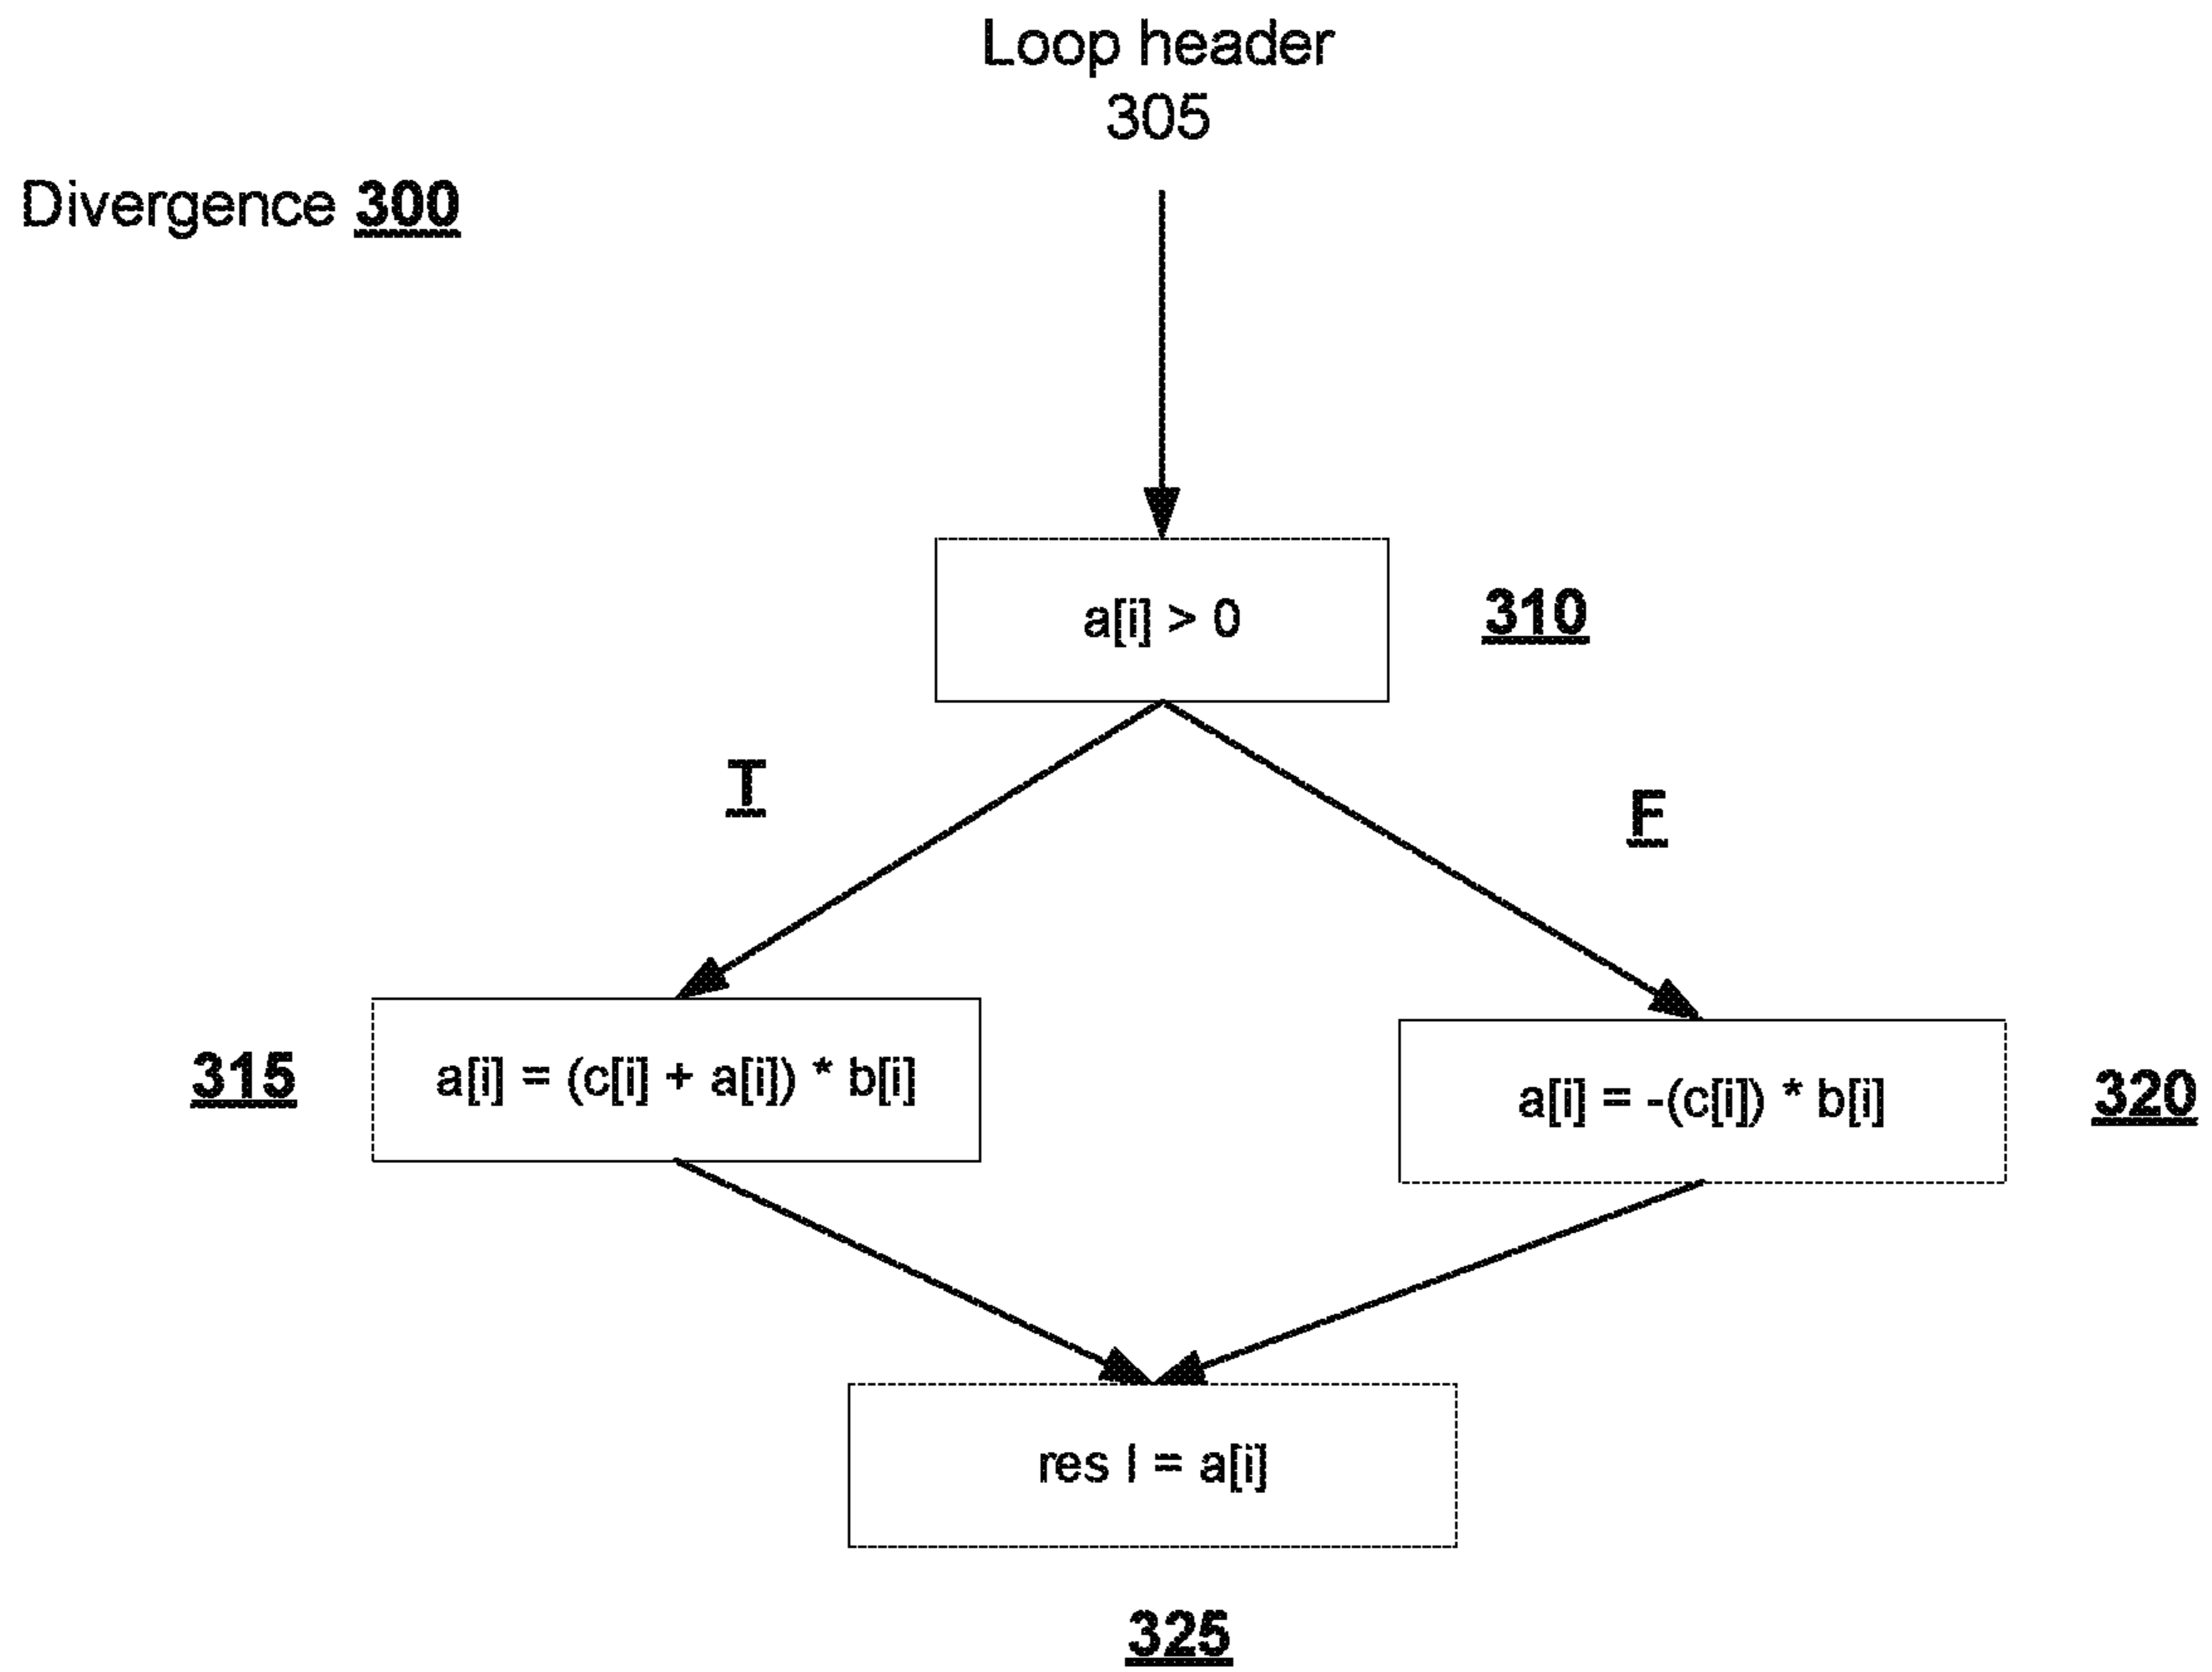 Loop header
305
Divergence 300
a[i] > 0
310
T
F
315
a[i] = (c[i] + a[i]) * b[i]
a[i] = -(c[i]) * b[i]
320
res I = a[i]
325